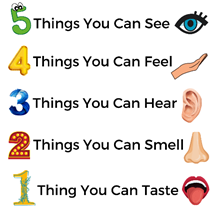 5 Things You Can See
4 Things You Can Feel
3 Things You Can Hear
2 Things You Can Smell
1 Thing You Can Taste